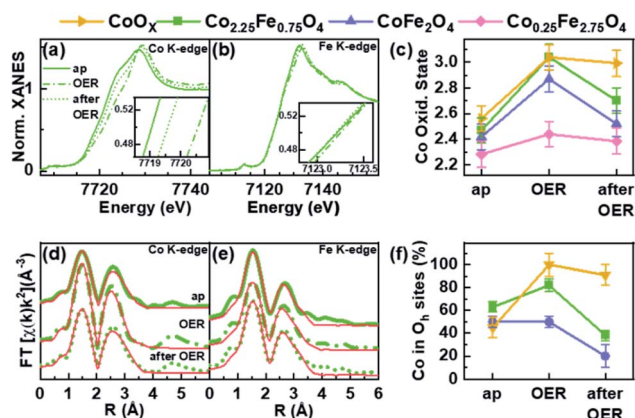 CoOX Co2.25Fe0.75O4 CoFe2O4 Co0.25Fe2.75O4
(a) Co K-edge
ap
OER
after
OER
Norm. XANES
1
0
0.52
0.48
7719 7720
7720 7740
Energy (eV)
(b) Fe K-edge
0.52
0.48
7123.0 7123.5
7120 7140
Energy (eV)
(c)
Co Oxid. State
3.0
2.8
2.6
2.4
2.2
ap OER after
OER
(d) Co K-edge
ap
OER
after OER
FT [χ(k)k²](Å-3)
0 1 2 3 4 5
R (Å)
(e) Fe K-edge
0 1 2 3 4 5 6
R (Å)
(f)
Co in Oh sites (%)
100
80
60
40
20
0
ap OER after
OER